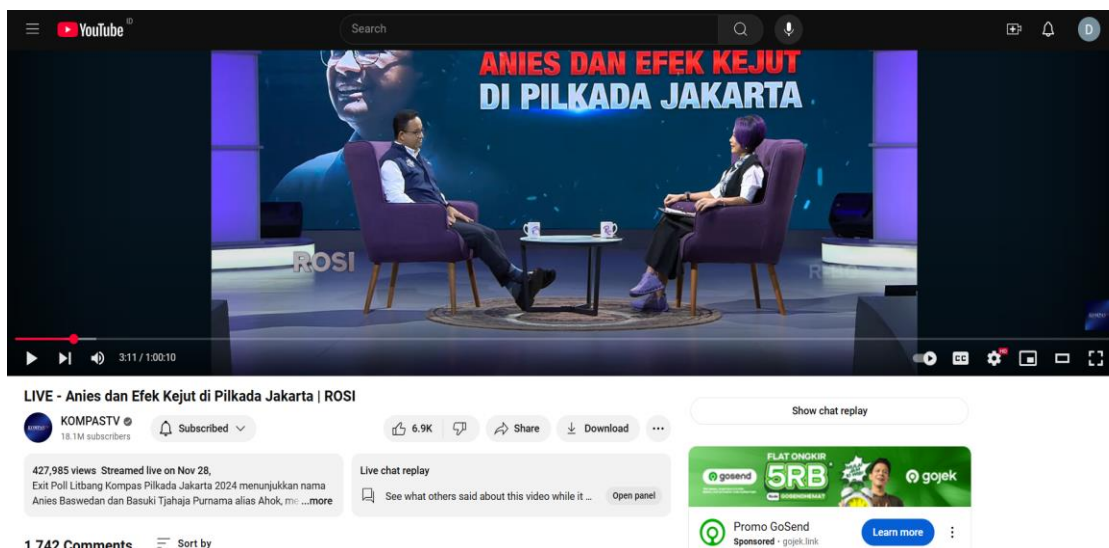 YouTube ID
Search
D
ANIES DAN EFEK KEJUT
DI PILKADA JAKARTA
ROSI
3:11 / 1:00:10
CC
HD
LIVE - Anies dan Efek Kejut di Pilkada Jakarta | ROSI
KOMPASTV
18.1M subscribers
Subscribed
6.9K
Share
Download
...
427,985 views Streamed live on Nov 28,
Exit Poll Litbang Kompas Pilkada Jakarta 2024 menunjukkan nama
Anies Baswedan dan Basuki Tjahaja Purnama alias Ahok, me ...more
Live chat replay
See what others said about this video while it ...
Open panel
1,742 Comments
Sort by
Show chat replay
FLAT ONGKIR
gosend
5RB
GOSENDHEMAT
gojek
Promo GoSend
Sponsored · gojek.link
Learn more